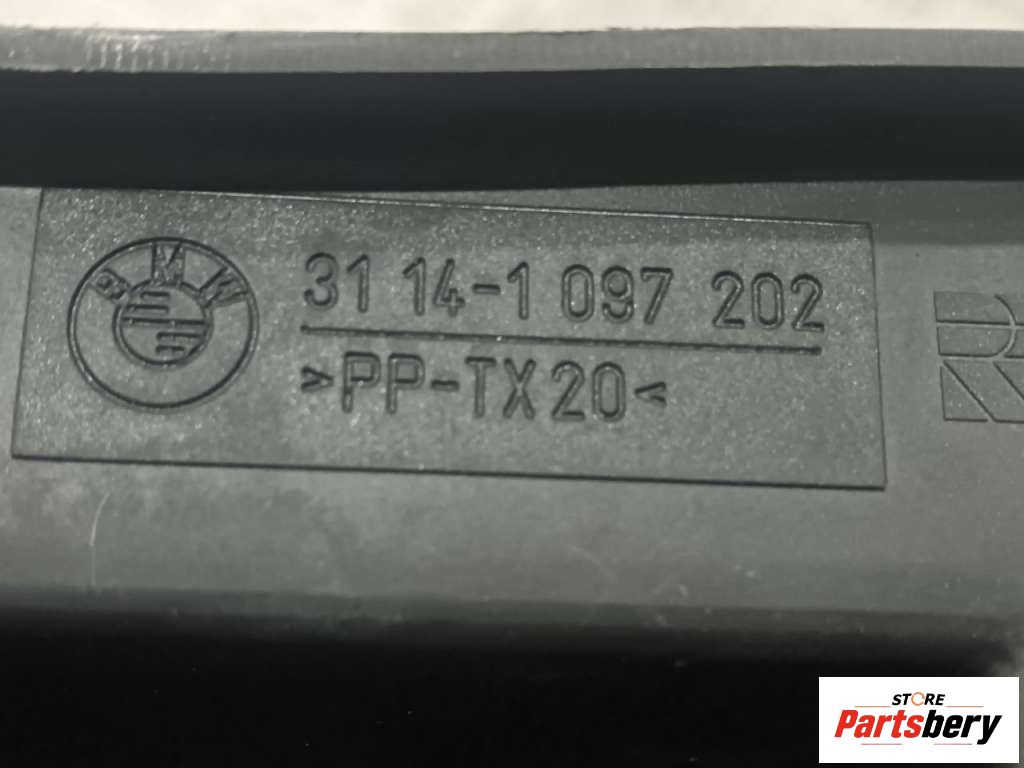 BMW
31 14-1 097 202
>PP-TX20<
STORE
Partsbery